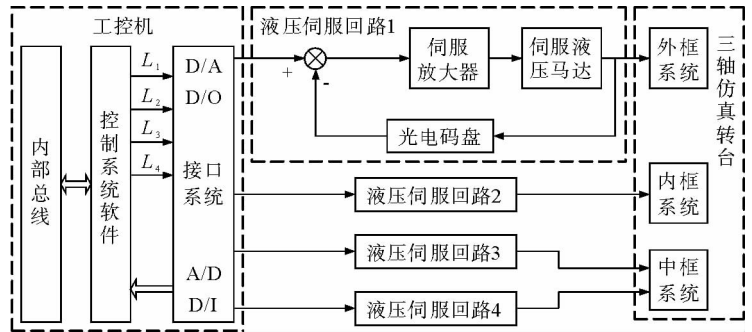 工控机
内部总线
控制系统软件
L₁
L₂
L₃
L₄
D/A
D/O
接口
系统
A/D
D/I
液压伺服回路1
+
-
伺服
放大器
伺服液
压马达
光电码盘
液压伺服回路2
液压伺服回路3
液压伺服回路4
外框
系统
内框
系统
中框
系统
三轴仿真转台